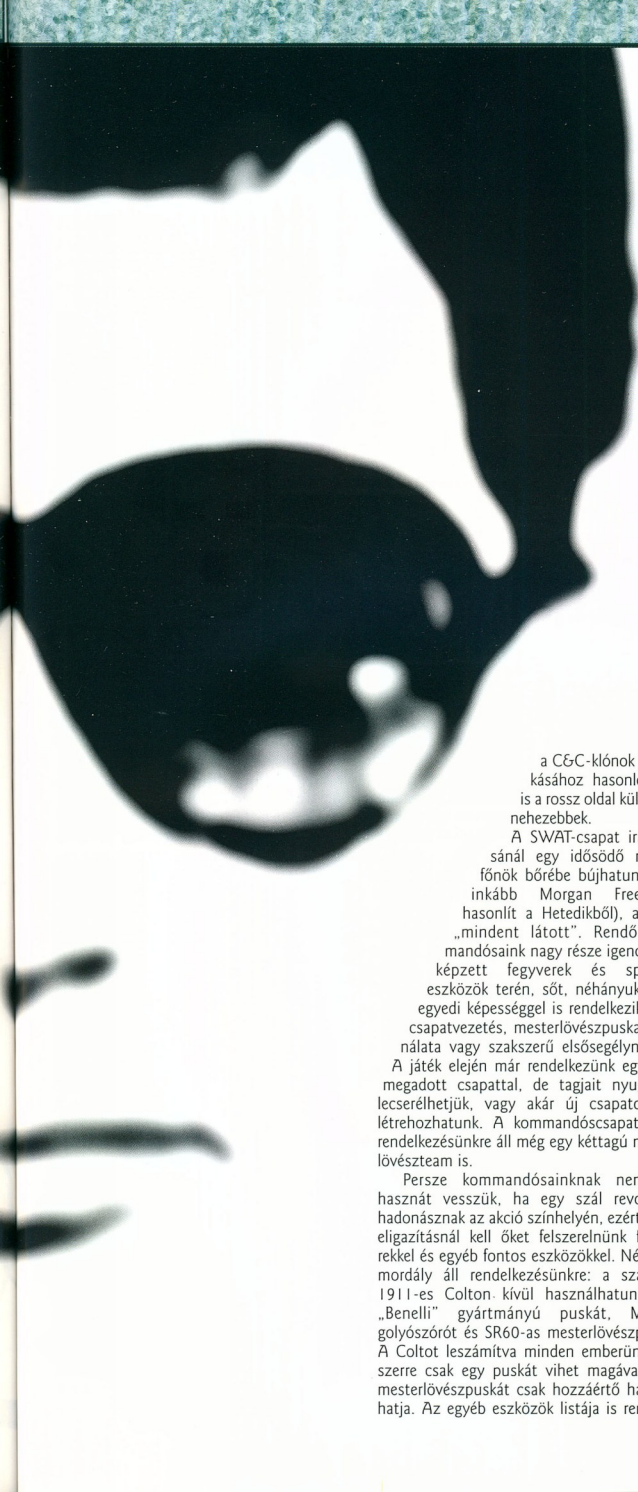 a C&C-klónok
kásához hasonl
is a rossz oldal kül
nehezebbek.
A SWAT-csapat ir
sánál egy idősödő
főnök bőrébe bújhatun
inkább Morgan Free
hasonlít a Hetedikből), a
„mindent látott”. Rendő
mandósaink nagy része igen
képzett fegyverek és sp
eszközök terén, sőt, néhányuk
egyedi képességgel is rendelkezil
csapatvezetés, mesterlövészpuska
nálata vagy szakszerű elsősegélyn
A játék elején már rendelkezünk eg
megadott csapattal, de tagjait nyu
lecserélhetjük, vagy akár új csapato
létrehozhatunk. A kommandóscsapat
rendelkezésünkre áll még egy kéttagú
lövészteam is.
Persze kommandósainknak nem
hasznát vesszük, ha egy szál revo
hadonásznak az akció színhelyén, ezért
eligazításnál kell őket felszerelnünk f
rekkel és egyéb fontos eszközökkel. Né
mordály áll rendelkezésünkre: a sza
1911-es Colton kívül használhatun
„Benelli” gyártmányú puskát, M
golyószórót és SR60-as mesterlövészp
A Coltot leszámítva minden emberün
szerre csak egy puskát vihet magáva
mesterlövészpuskát csak hozzáértő ha
hatja. Az egyéb eszközök listája is ren